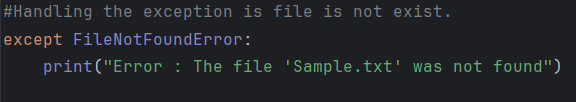 #Handling the exception is file is not exist.
except FileNotFoundError:
    print("Error : The file 'Sample.txt' was not found")